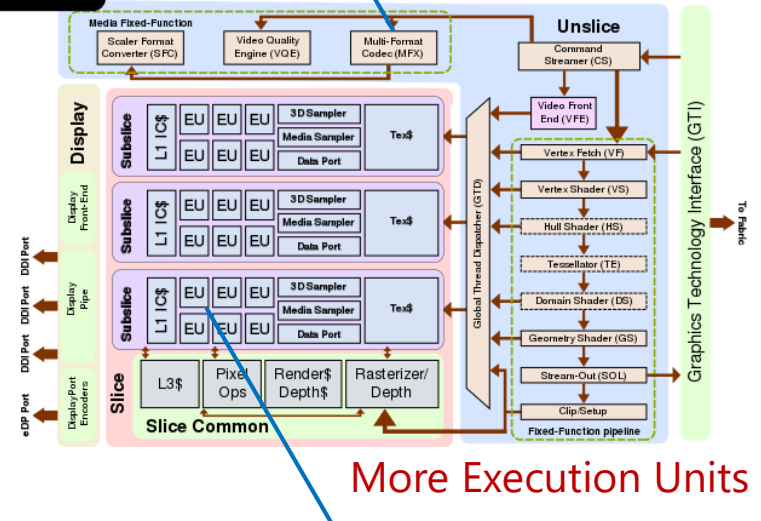 Media Fixed-Function
Scaler Format
Converter (SFC)
Video Quality
Engine (VQE)
Multi-Format
Codec (MFX)
Unslice
Command
Streamer (CS)
Video Front
End (VFE)
Vertex Fetch (VF)
Vertex Shader (VS)
Hull Shader (HS)
Tessellator (TE)
Domain Shader (DS)
Geometry Shader (GS)
Stream-Out (SOL)
Clip/Setup
Fixed-Function pipeline
Global Thread Dispatcher (GTD)
Graphics Technology Interface (GTI)
To Fabric
Display
Display
Front-End
Display
Pipe
DisplayPort
Encoders
DDI Port
DDI Port
DDI Port
eDP Port
Slice
Subslice
L1 IC$
EU EU EU
EU EU EU
3D Sampler
Media Sampler
Data Port
Tex$
Subslice
L1 IC$
EU EU EU
EU EU EU
3D Sampler
Media Sampler
Data Port
Tex$
Subslice
L1 IC$
EU EU EU
EU EU EU
3D Sampler
Media Sampler
Data Port
Tex$
L3$
Pixel
Ops
Render$
Depth$
Rasterizer/
Depth
Slice Common
More Execution Units